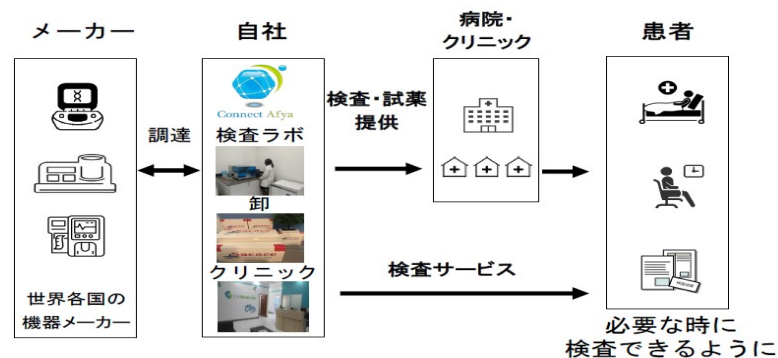 メーカー
世界各国の
機器メーカー
調達
自社
Connect Afya
検査ラボ
卸
sacace
クリニック
検査・試薬
提供
検査サービス
病院・
クリニック
患者
必要な時に
検査できるように